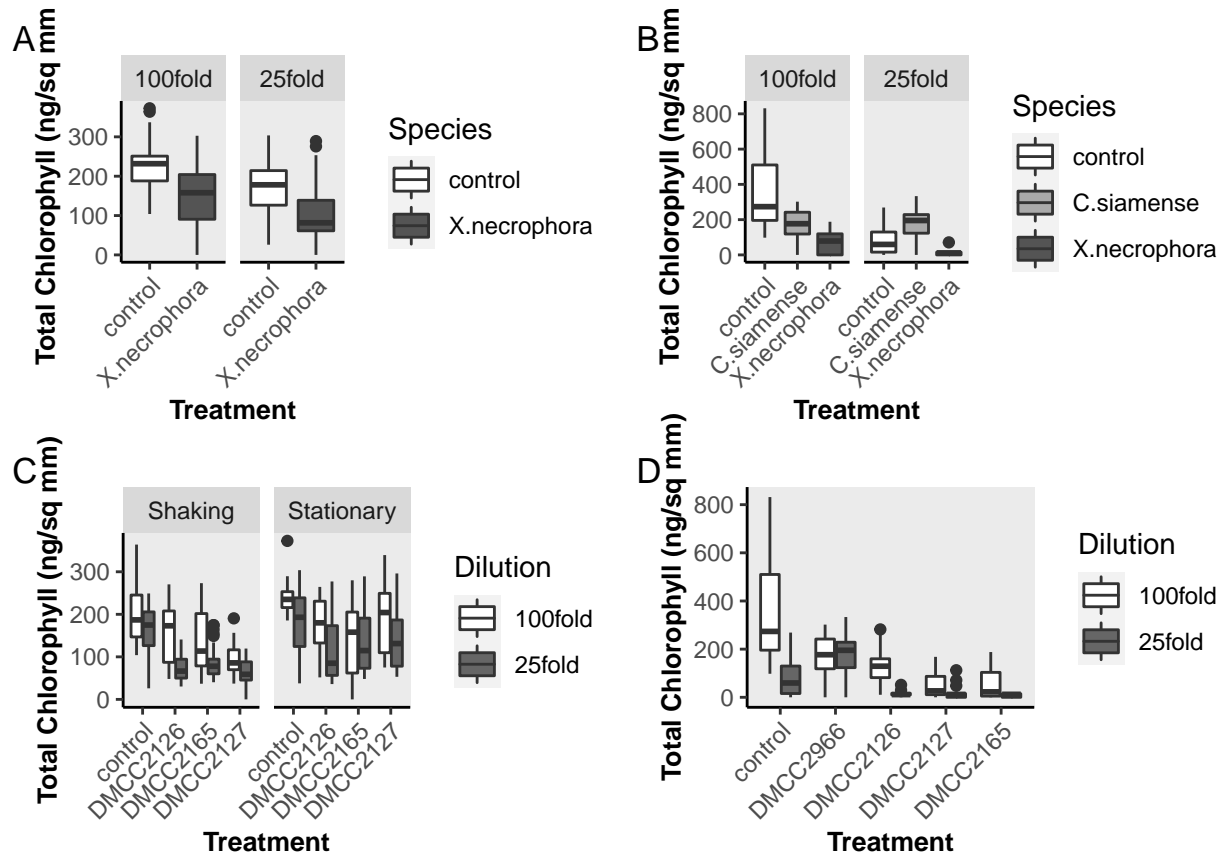 A
Total Chlorophyll (ng/sq mm)
100fold
25fold
300
200
100
0
control
X.necrophora
control
X.necrophora
Treatment
Species
control
X.necrophora
B
Total Chlorophyll (ng/sq mm)
100fold
25fold
800
600
400
200
0
control
C.siamense
X.necrophora
control
C.siamense
X.necrophora
Treatment
Species
control
C.siamense
X.necrophora
C
Total Chlorophyll (ng/sq mm)
Shaking
Stationary
300
200
100
0
control
DMCC2126
DMCC2165
DMCC2127
control
DMCC2126
DMCC2165
DMCC2127
Treatment
Dilution
100fold
25fold
D
Total Chlorophyll (ng/sq mm)
800
600
400
200
0
control
DMCC2966
DMCC2126
DMCC2127
DMCC2165
Treatment
Dilution
100fold
25fold